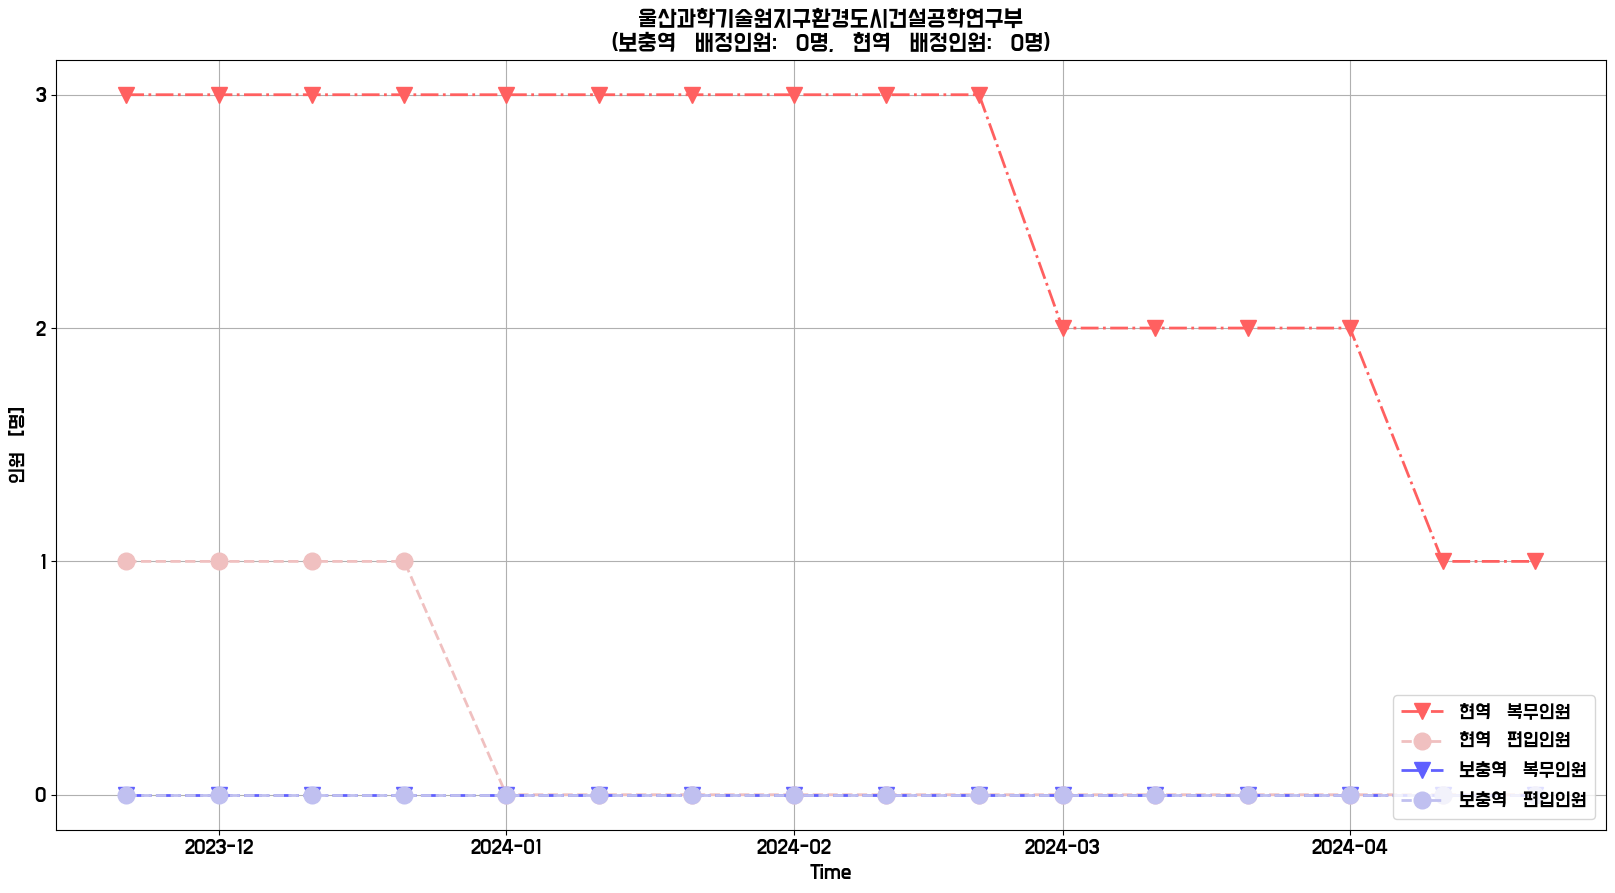 울산과학기술원지구환경도시건설공학연구부
(보충역 배정인원: 0명, 현역 배정인원: 0명)
3
2
1
0
인원 [명]
2023-12
2024-01
2024-02
2024-03
2024-04
Time
현역 복무인원
현역 편입인원
보충역 복무인원
보충역 편입인원